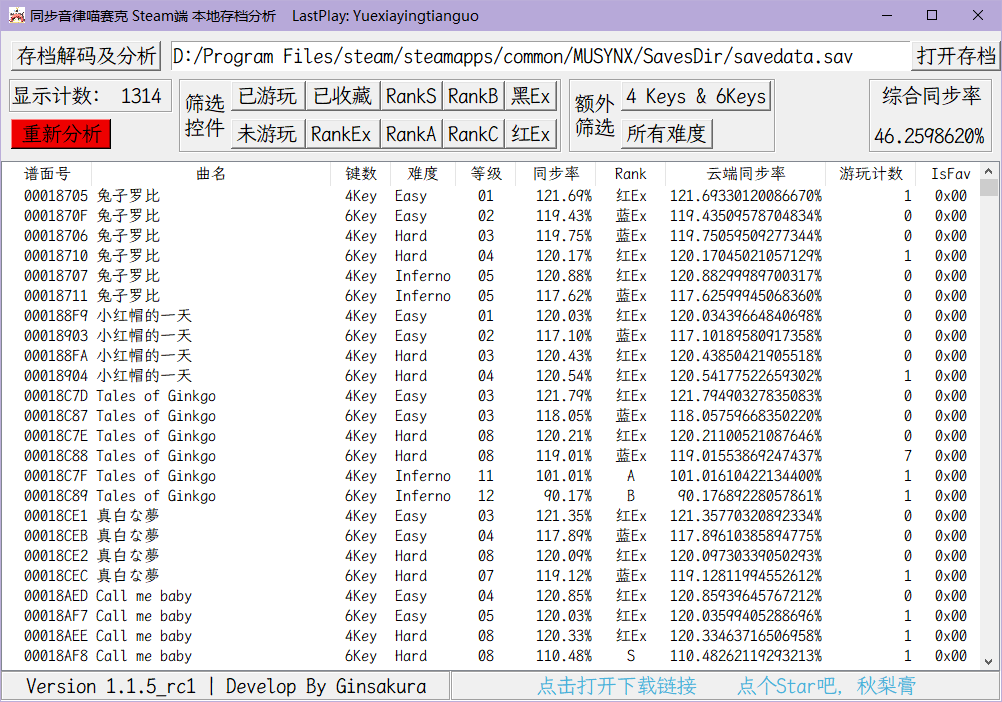 同步音律喵赛克 Steam端 本地存档分析 LastPlay: Yuexiayingtianguo
存档解码及分析 D:/Program Files/steam/steamapps/common/MUSYNX/SavesDir/savedata.sav 打开存档
显示计数： 1314
重新分析
筛选控件
已游玩 已收藏 RankS RankB 黑Ex
未游玩 RankEx RankA RankC 红Ex
额外筛选
4 Keys & 6Keys
所有难度
综合同步率
46.2598620%
谱面号 曲名 键数 难度 等级 同步率 Rank 云端同步率 游玩计数 IsFav
00018705 兔子罗比 4Key Easy 01 121.69% 红Ex 121.69330120086670% 1 0x00
0001870F 兔子罗比 6Key Easy 02 119.43% 蓝Ex 119.43509578704834% 0 0x00
00018706 兔子罗比 4Key Hard 03 119.75% 蓝Ex 119.75059509277344% 0 0x00
00018710 兔子罗比 6Key Hard 04 120.17% 红Ex 120.17045021057129% 1 0x00
00018707 兔子罗比 4Key Inferno 05 120.88% 红Ex 120.88299989700317% 0 0x00
00018711 兔子罗比 6Key Inferno 05 117.62% 蓝Ex 117.62599945068360% 0 0x00
000188F9 小红帽的一天 4Key Easy 01 120.03% 红Ex 120.03439664840698% 0 0x00
00018903 小红帽的一天 6Key Easy 02 117.10% 蓝Ex 117.10189580917358% 0 0x00
000188FA 小红帽的一天 4Key Hard 03 120.43% 红Ex 120.43850421905518% 0 0x00
00018904 小红帽的一天 6Key Hard 04 120.54% 红Ex 120.54177522659302% 1 0x00
00018C7D Tales of Ginkgo 4Key Easy 03 121.79% 红Ex 121.79490327835083% 0 0x00
00018C87 Tales of Ginkgo 6Key Easy 03 118.05% 蓝Ex 118.05759668350220% 0 0x00
00018C7E Tales of Ginkgo 4Key Hard 08 120.21% 红Ex 120.21100521087646% 0 0x00
00018C88 Tales of Ginkgo 6Key Hard 08 119.01% 蓝Ex 119.01553869247437% 7 0x00
00018C7F Tales of Ginkgo 4Key Inferno 11 101.01% A 101.01610422134400% 1 0x00
00018C89 Tales of Ginkgo 6Key Inferno 12 90.17% B 90.17689228057861% 1 0x00
00018CE1 真白な夢 4Key Easy 03 121.35% 红Ex 121.35770320892334% 0 0x00
00018CEB 真白な夢 6Key Easy 04 117.89% 蓝Ex 117.89610385894775% 0 0x00
00018CE2 真白な夢 4Key Hard 08 120.09% 红Ex 120.09730339050293% 0 0x00
00018CEC 真白な夢 6Key Hard 07 119.12% 蓝Ex 119.12811994552612% 1 0x00
00018AED Call me baby 4Key Easy 04 120.85% 红Ex 120.85939645767212% 0 0x00
00018AF7 Call me baby 6Key Easy 05 120.03% 红Ex 120.03599405288696% 1 0x00
00018AEE Call me baby 4Key Hard 08 120.33% 红Ex 120.33463716506958% 1 0x00
00018AF8 Call me baby 6Key Hard 08 110.48% S 110.48262119293213% 1 0x00
Version 1.1.5_rc1 | Develop By Ginsakura 点击打开下载链接 点个Star吧, 秋梨膏